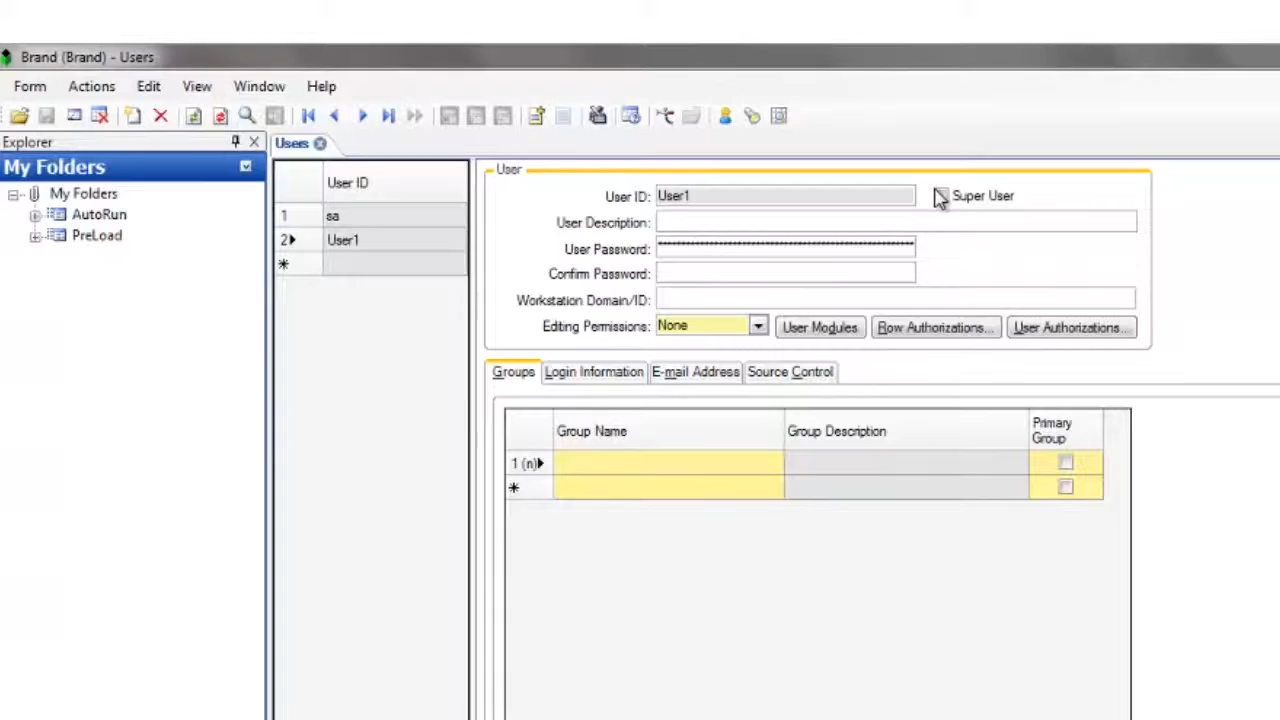 Brand (Brand) - Users
Form Actions Edit View Window Help
Explorer
Users
My Folders
My Folders
AutoRun
PreLoad
User ID
1 sa
2 User1
User
User ID: User1
Super User
User Description:
User Password: ••••••••••••••••••••••••••••••••••••••••
Confirm Password:
Workstation Domain/ID:
Editing Permissions: None
User Modules
Row Authorizations...
User Authorizations...
Groups Login Information E-mail Address Source Control
Group Name Group Description Primary Group
1 (n)